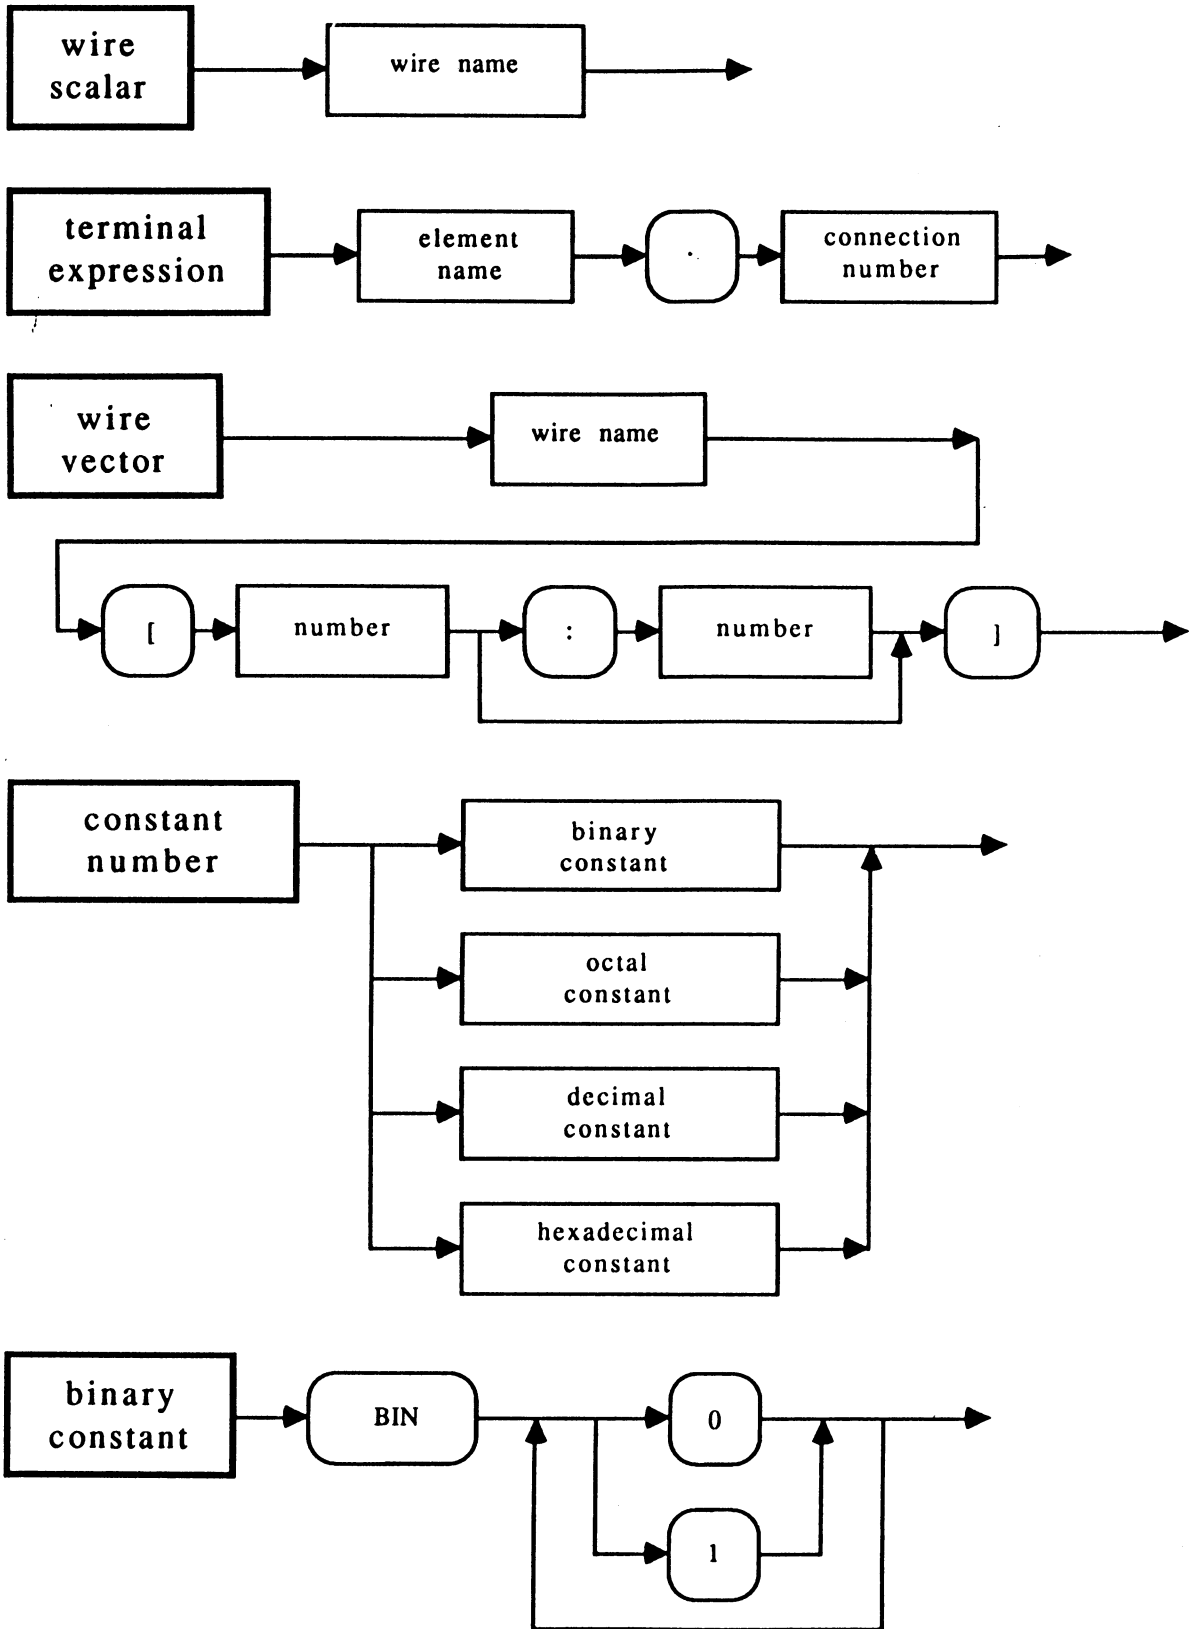 wire
scalar
wire name
terminal
expression
element
name
.
connection
number
wire
vector
wire name
[
number
:
number
]
constant
number
binary
constant
octal
constant
decimal
constant
hexadecimal
constant
binary
constant
BIN
0
1